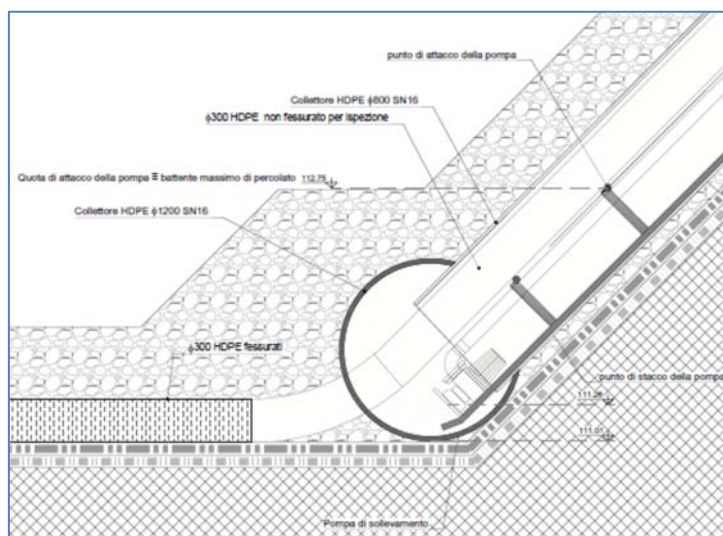 punto di attacco della pompa
Collettore HDPE ϕ800 SN16
ϕ300 HDPE non fessurato per ispezione
Quota di attacco della pompa ≡ battente massimo di percolato 112.75
Collettore HDPE ϕ1200 SN16
ϕ300 HDPE fessurati
punto di stacco della pompa
111.26
111.01
Pompa di sollevamento